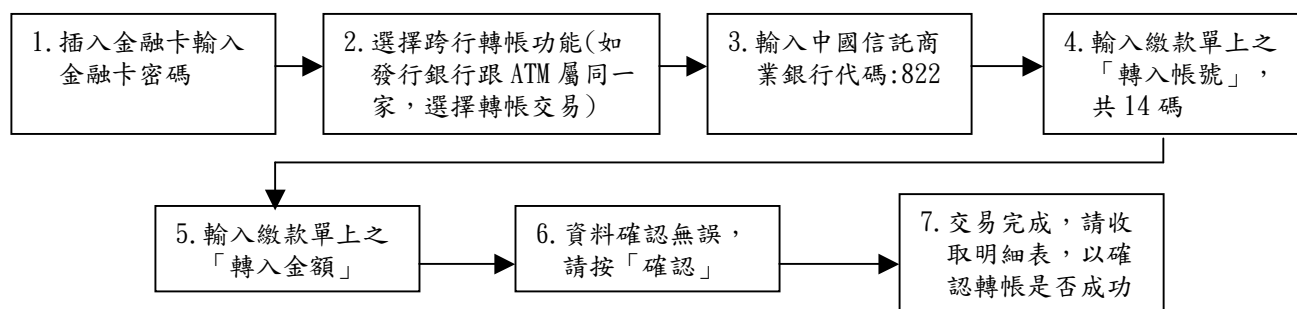 1.插入金融卡輸入
金融卡密碼
2.選擇跨行轉帳功能(如
發行銀行跟 ATM 屬同一
家，選擇轉帳交易)
3.輸入中國信託商
業銀行代碼:822
4.輸入繳款單上之
「轉入帳號」，
共 14 碼
5.輸入繳款單上之
「轉入金額」
6.資料確認無誤，
請按「確認」
7.交易完成，請收
取明細表，以確
認轉帳是否成功